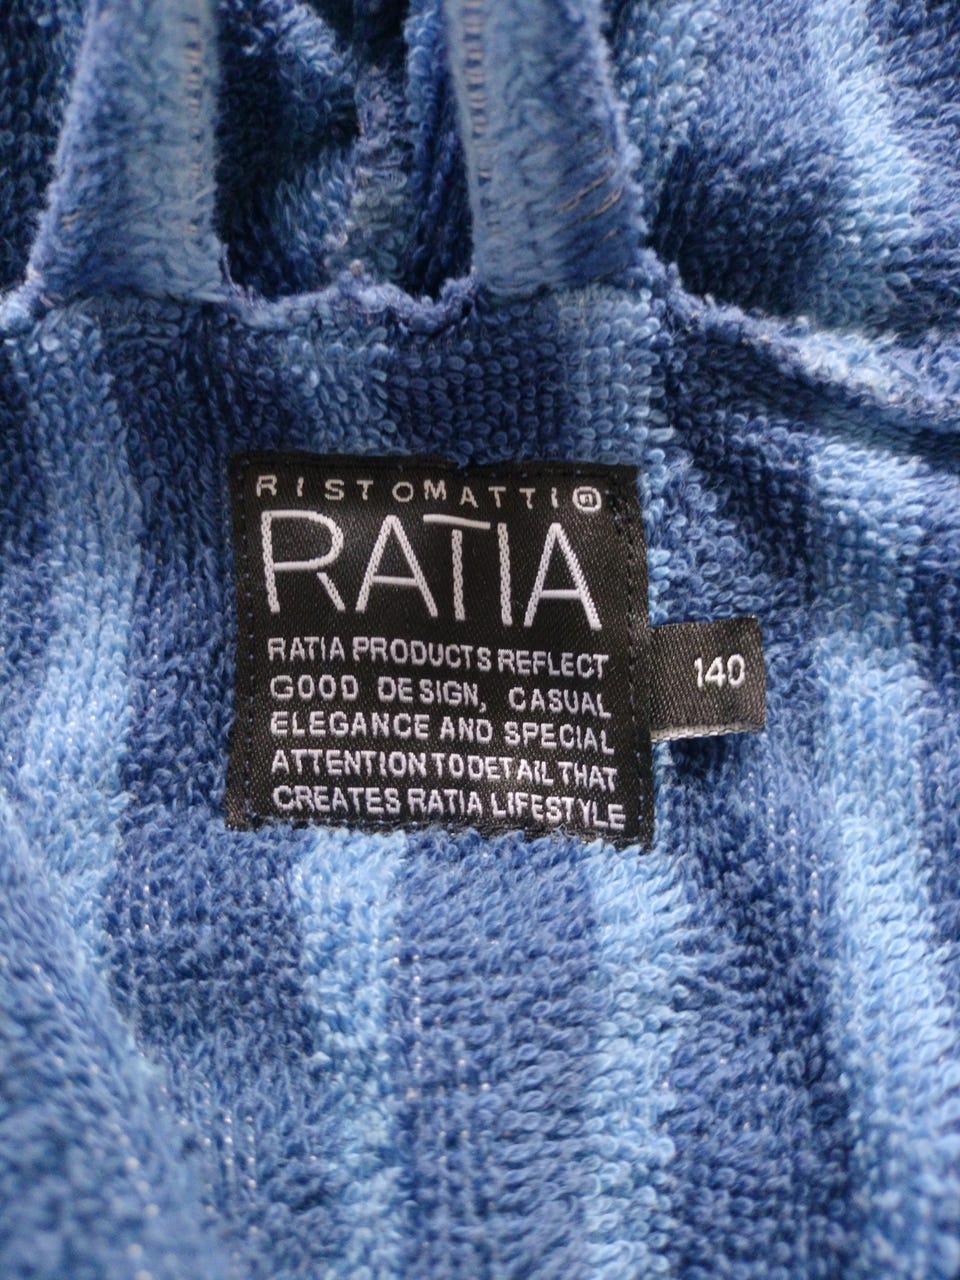 RISTOMATTI®
RATIA
RATIA PRODUCTS REFLECT
GOOD DESIGN, CASUAL
ELEGANCE AND SPECIAL
ATTENTION TO DETAIL THAT
CREATES RATIA LIFESTYLE
140